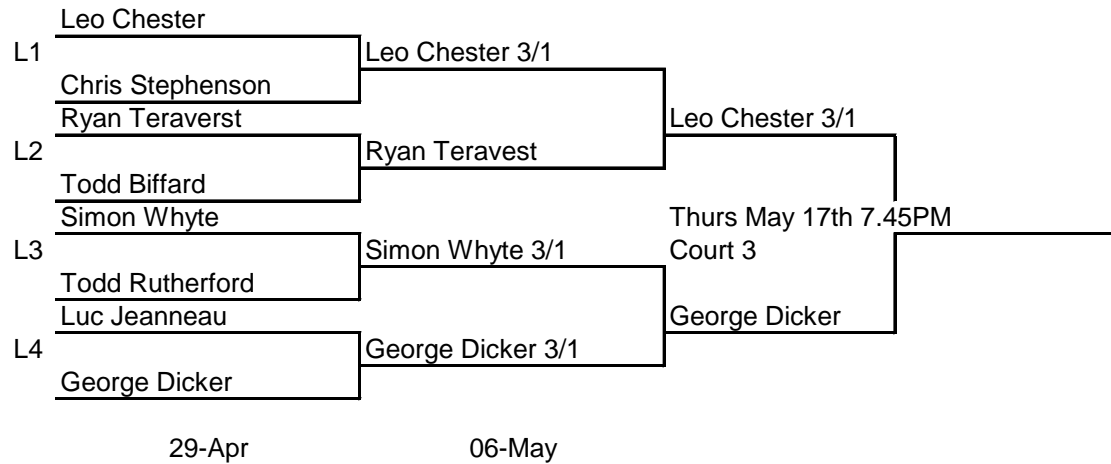 Leo Chester
L1
Leo Chester 3/1
Chris Stephenson
Ryan Teraverst
Leo Chester 3/1
L2
Ryan Teravest
Todd Biffard
Simon Whyte
Thurs May 17th 7.45PM
L3
Simon Whyte 3/1
Court 3
Todd Rutherford
Luc Jeanneau
George Dicker
L4
George Dicker 3/1
George Dicker
29-Apr
06-May